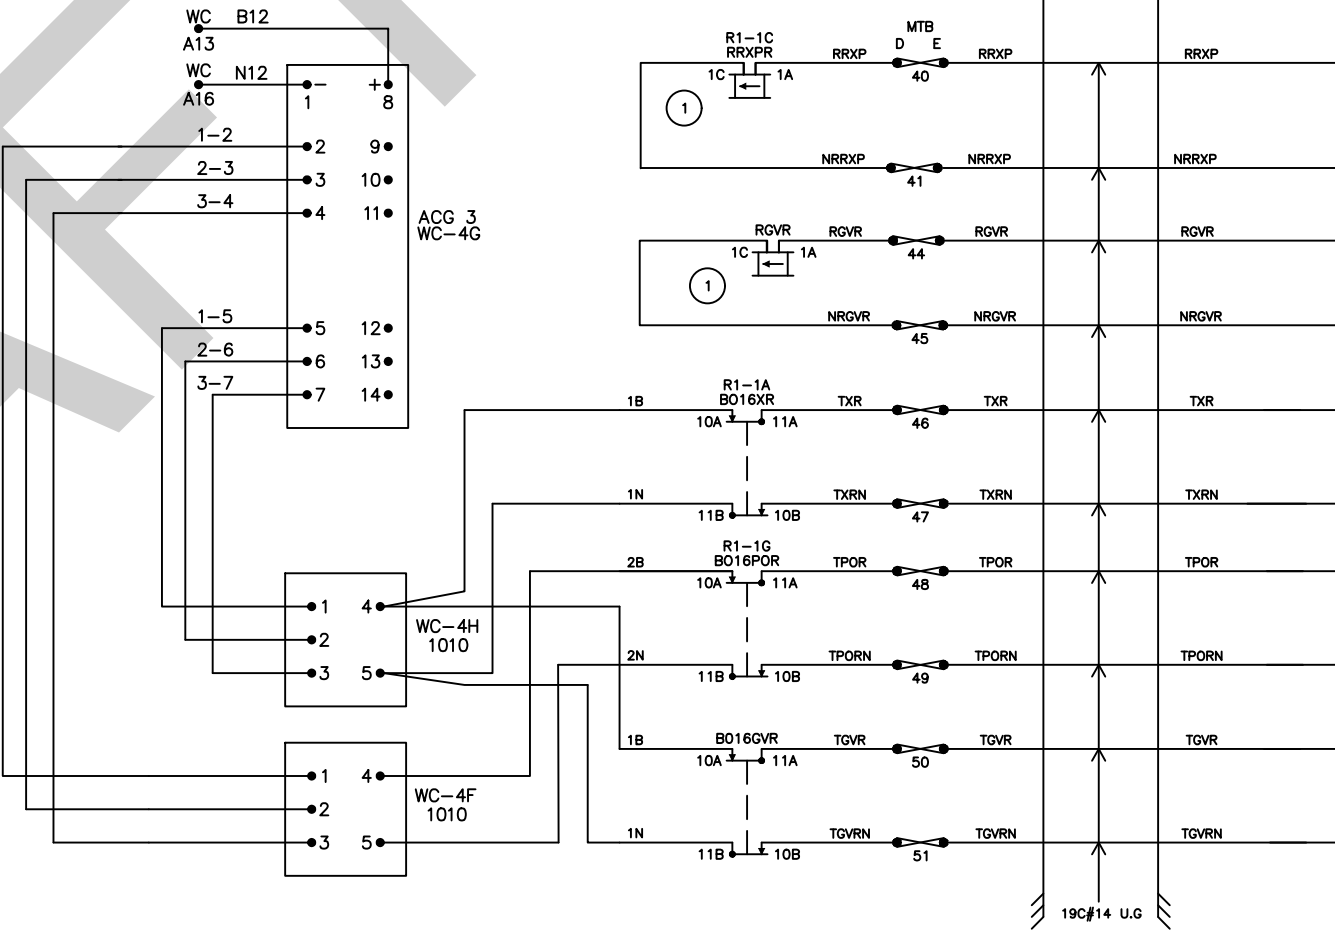 WC B12
A13
WC N12
A16
− +
1 8
1-2 2 9
2-3 3 10
3-4 4 11
ACG 3
WC-4G
1-5 5 12
2-6 6 13
3-7 7 14
1 4
2
3 5
WC-4H
1010
1 4
2
3 5
WC-4F
1010
MTB
D E
R1-1C
RRXPR
1C 1A
1
RRXP 40 RRXP RRXP
NRRXP 41 NRRXP NRRXP
RGVR
1C 1A
1
RGVR 44 RGVR RGVR
NRGVR 45 NRGVR NRGVR
R1-1A
BO16XR
1B 10A 11A TXR 46 TXR TXR
1N 11B 10B TXRN 47 TXRN TXRN
R1-1G
BO16POR
2B 10A 11A TPOR 48 TPOR TPOR
2N 11B 10B TPORN 49 TPORN TPORN
BO16GVR
1B 10A 11A TGVR 50 TGVR TGVR
1N 11B 10B TGVRN 51 TGVRN TGVRN
19C#14 U.G